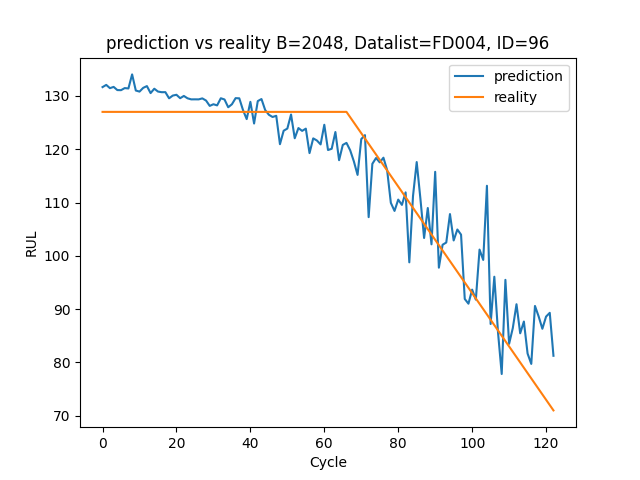 prediction vs reality B=2048, Datalist=FD004, ID=96
prediction
reality
RUL
130
120
110
100
90
80
70
0 20 40 60 80 100 120
Cycle